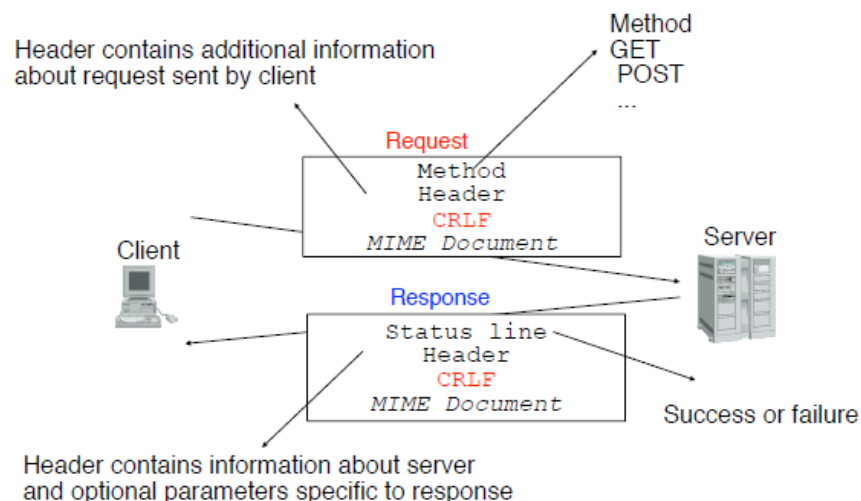 Header contains additional information
about request sent by client
Method
GET
POST
...
Request
Method
Header
CRLF
MIME Document
Client
Server
Response
Status line
Header
CRLF
MIME Document
Success or failure
Header contains information about server
and optional parameters specific to response